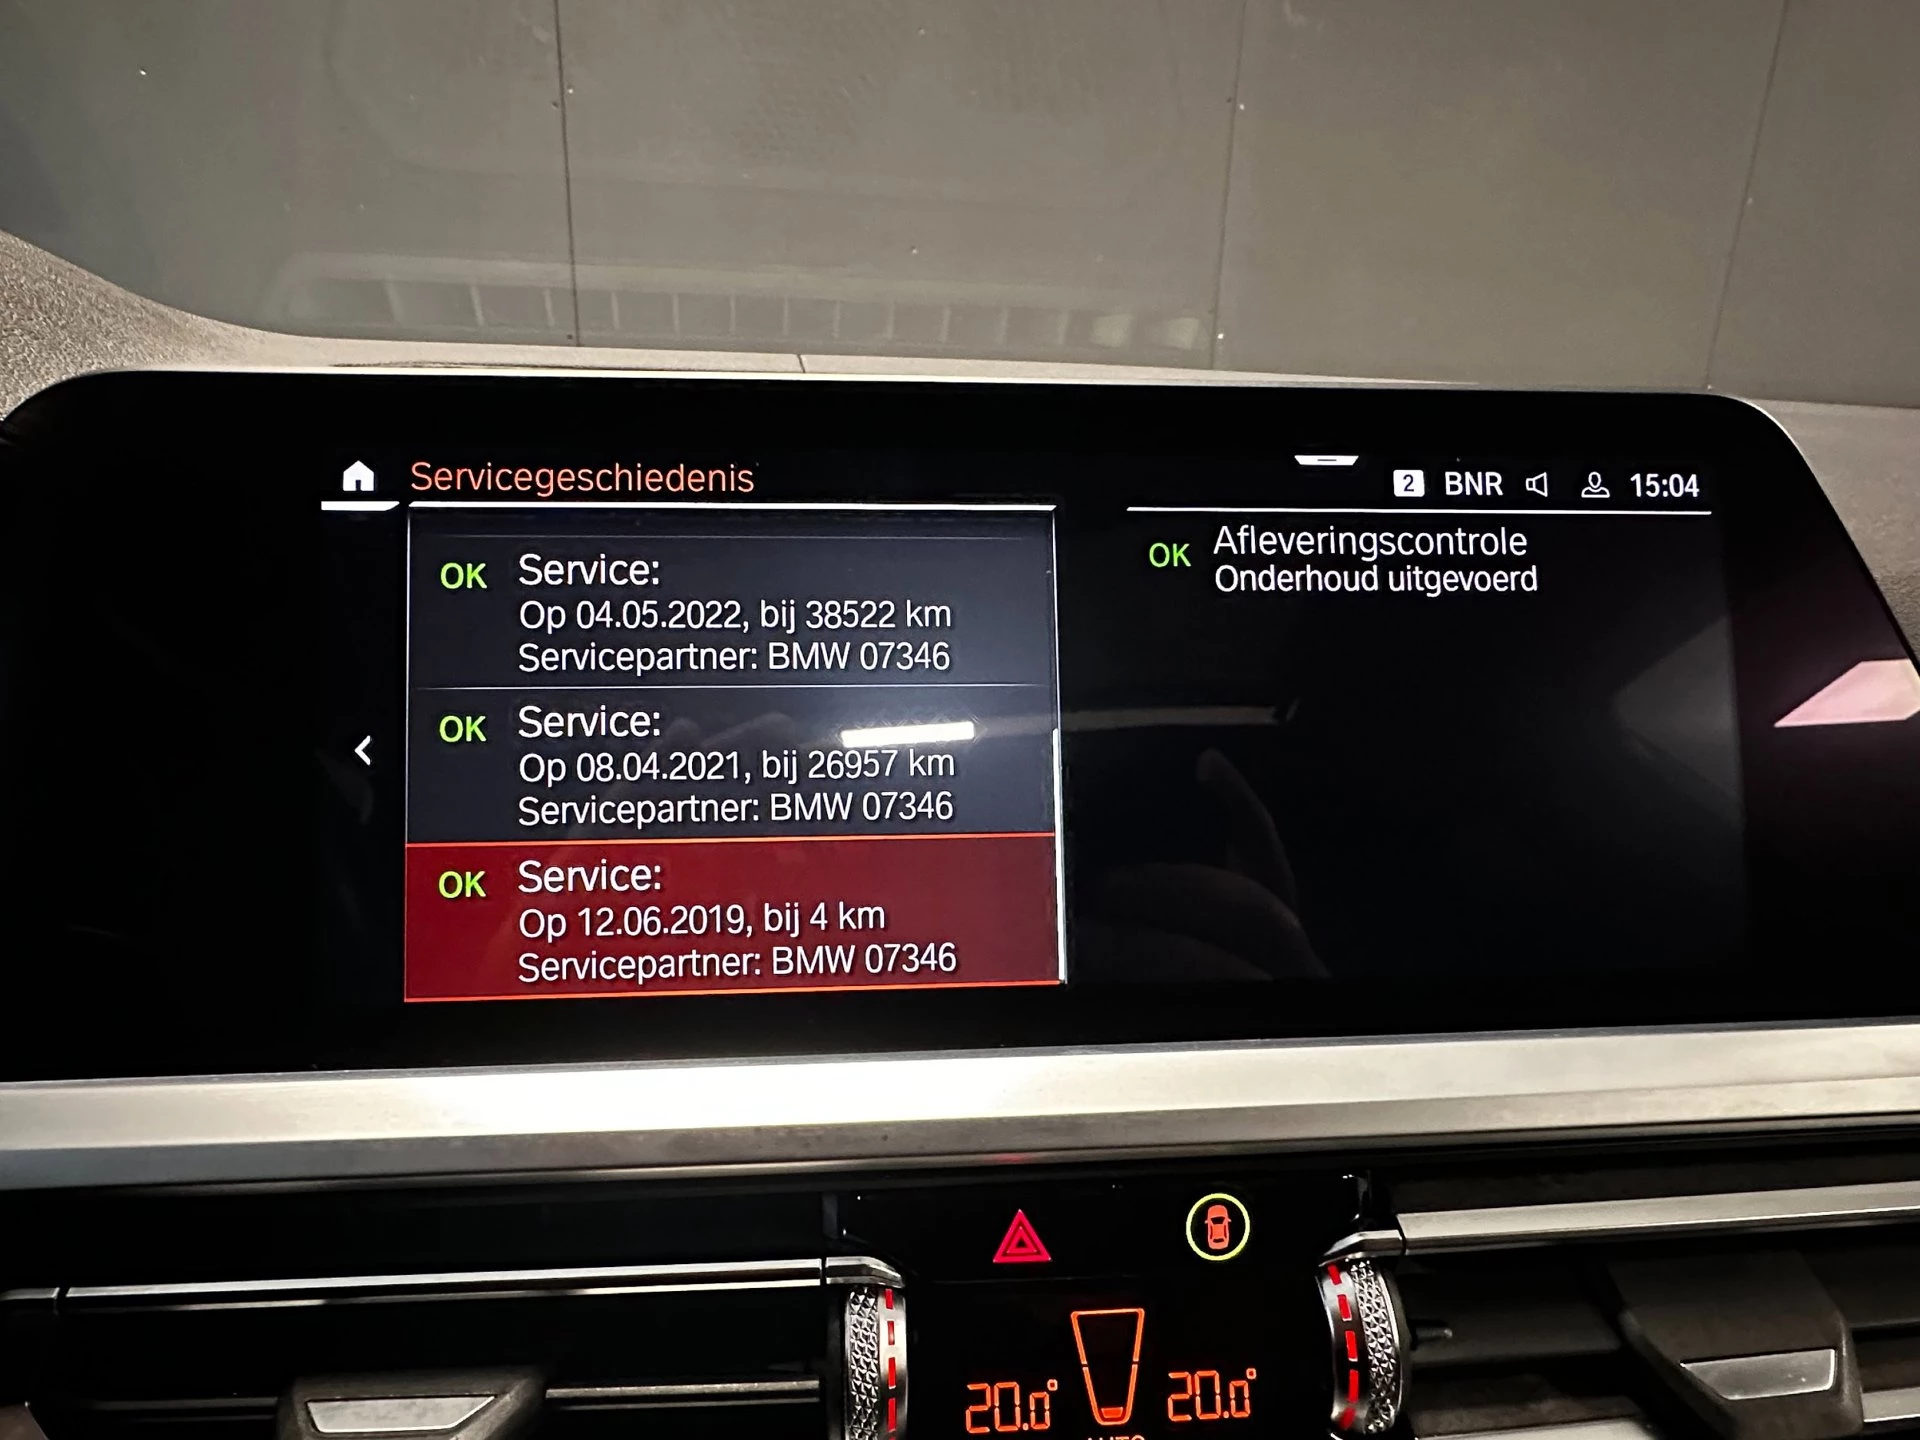 Servicegeschiedenis
2 BNR 15:04
OK Service:
Op 04.05.2022, bij 38522 km
Servicepartner: BMW 07346
OK Service:
Op 08.04.2021, bij 26957 km
Servicepartner: BMW 07346
OK Service:
Op 12.06.2019, bij 4 km
Servicepartner: BMW 07346
OK Afleveringscontrole
Onderhoud uitgevoerd
20.0° 20.0°
AUTO